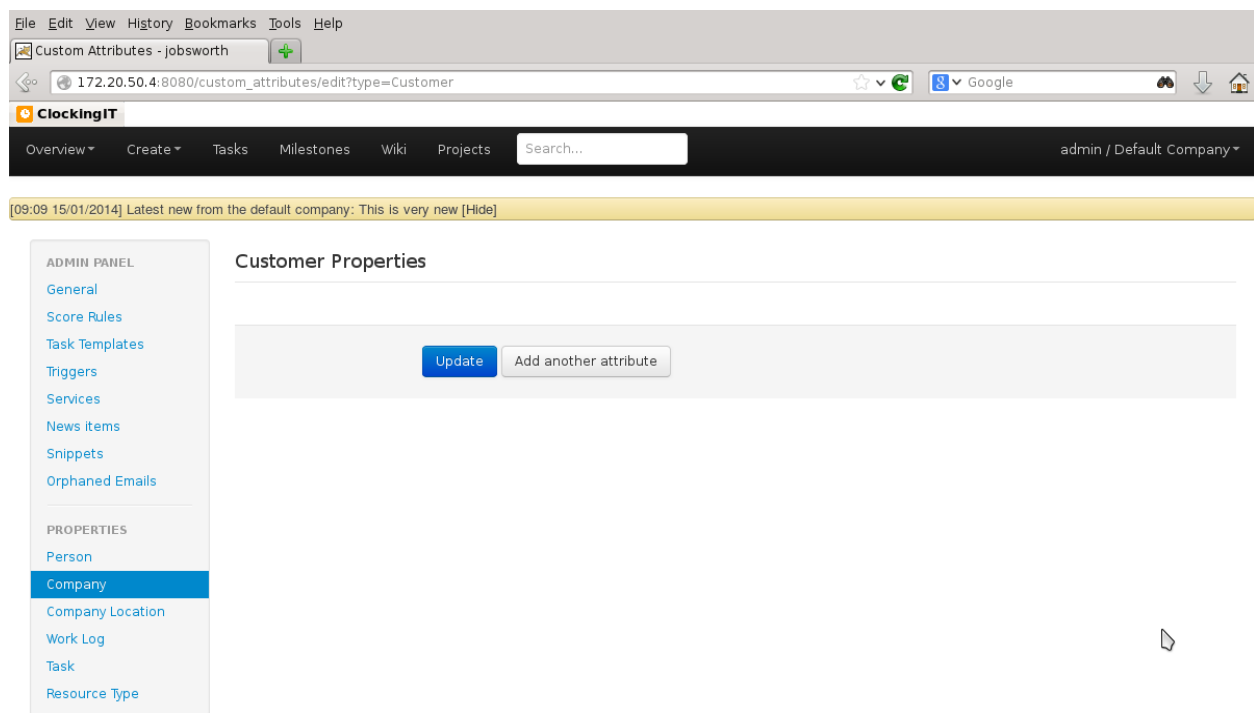 File Edit View History Bookmarks Tools Help
Custom Attributes - jobsworth
172.20.50.4:8080/custom_attributes/edit?type=Customer
Google
ClockingIT
Overview Create Tasks Milestones Wiki Projects Search... admin / Default Company
[09:09 15/01/2014] Latest new from the default company: This is very new [Hide]
ADMIN PANEL
General
Score Rules
Task Templates
Triggers
Services
News items
Snippets
Orphaned Emails
PROPERTIES
Person
Company
Company Location
Work Log
Task
Resource Type
Customer Properties
Update Add another attribute